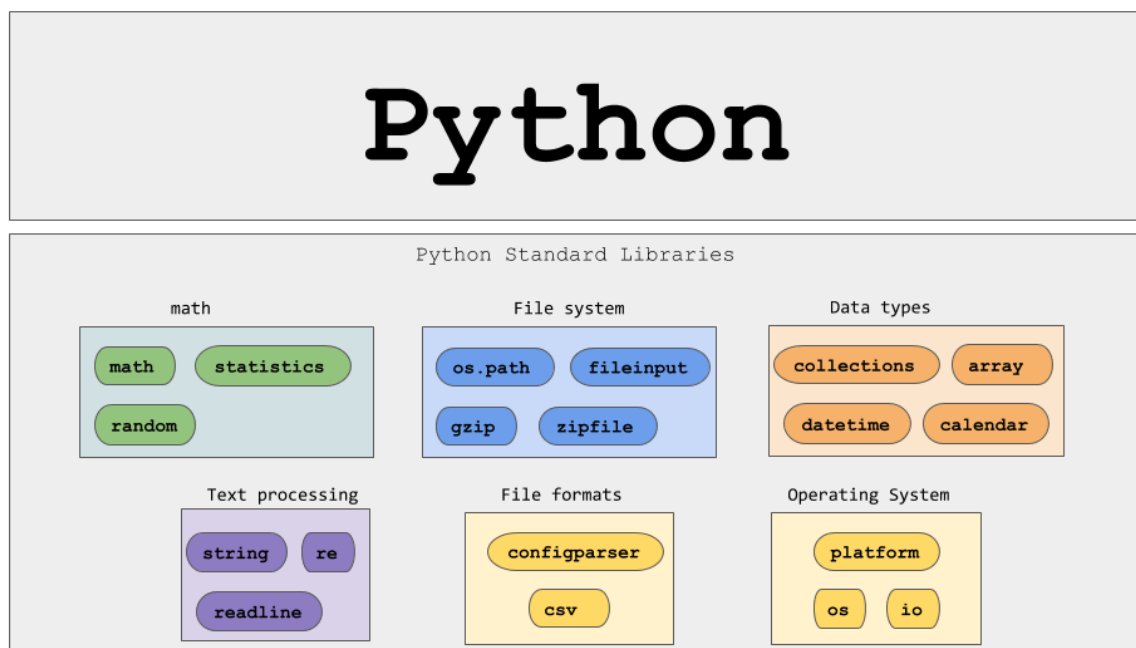 Python
Python Standard Libraries
math
File system
Data types
math statistics
random
os.path fileinput
gzip zipfile
collections array
datetime calendar
Text processing
File formats
Operating System
string re
readline
configparser
csv
platform
os io